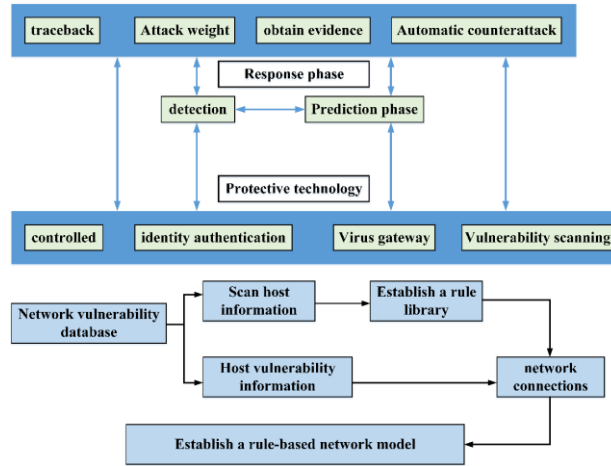 traceback
Attack weight
obtain evidence
Automatic counterattack
Response phase
detection
Prediction phase
Protective technology
controlled
identity authentication
Virus gateway
Vulnerability scanning
Scan host
information
Establish a rule
library
Network vulnerability
database
Host vulnerability
information
network
connections
Establish a rule-based network model